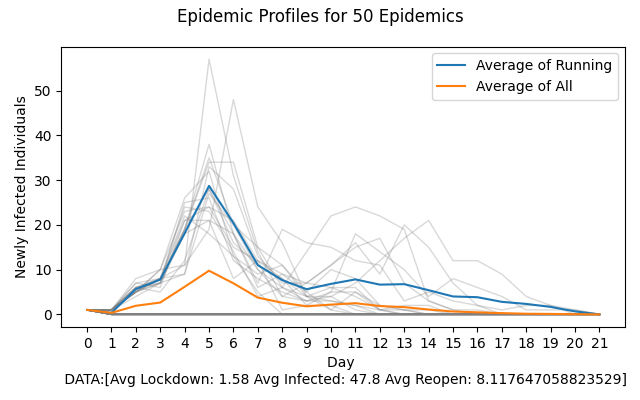 Epidemic Profiles for 50 Epidemics
Average of Running
Average of All
Newly Infected Individuals
50
40
30
20
10
0
0 1 2 3 4 5 6 7 8 9 10 11 12 13 14 15 16 17 18 19 20 21
Day
DATA:[Avg Lockdown: 1.58 Avg Infected: 47.8 Avg Reopen: 8.117647058823529]